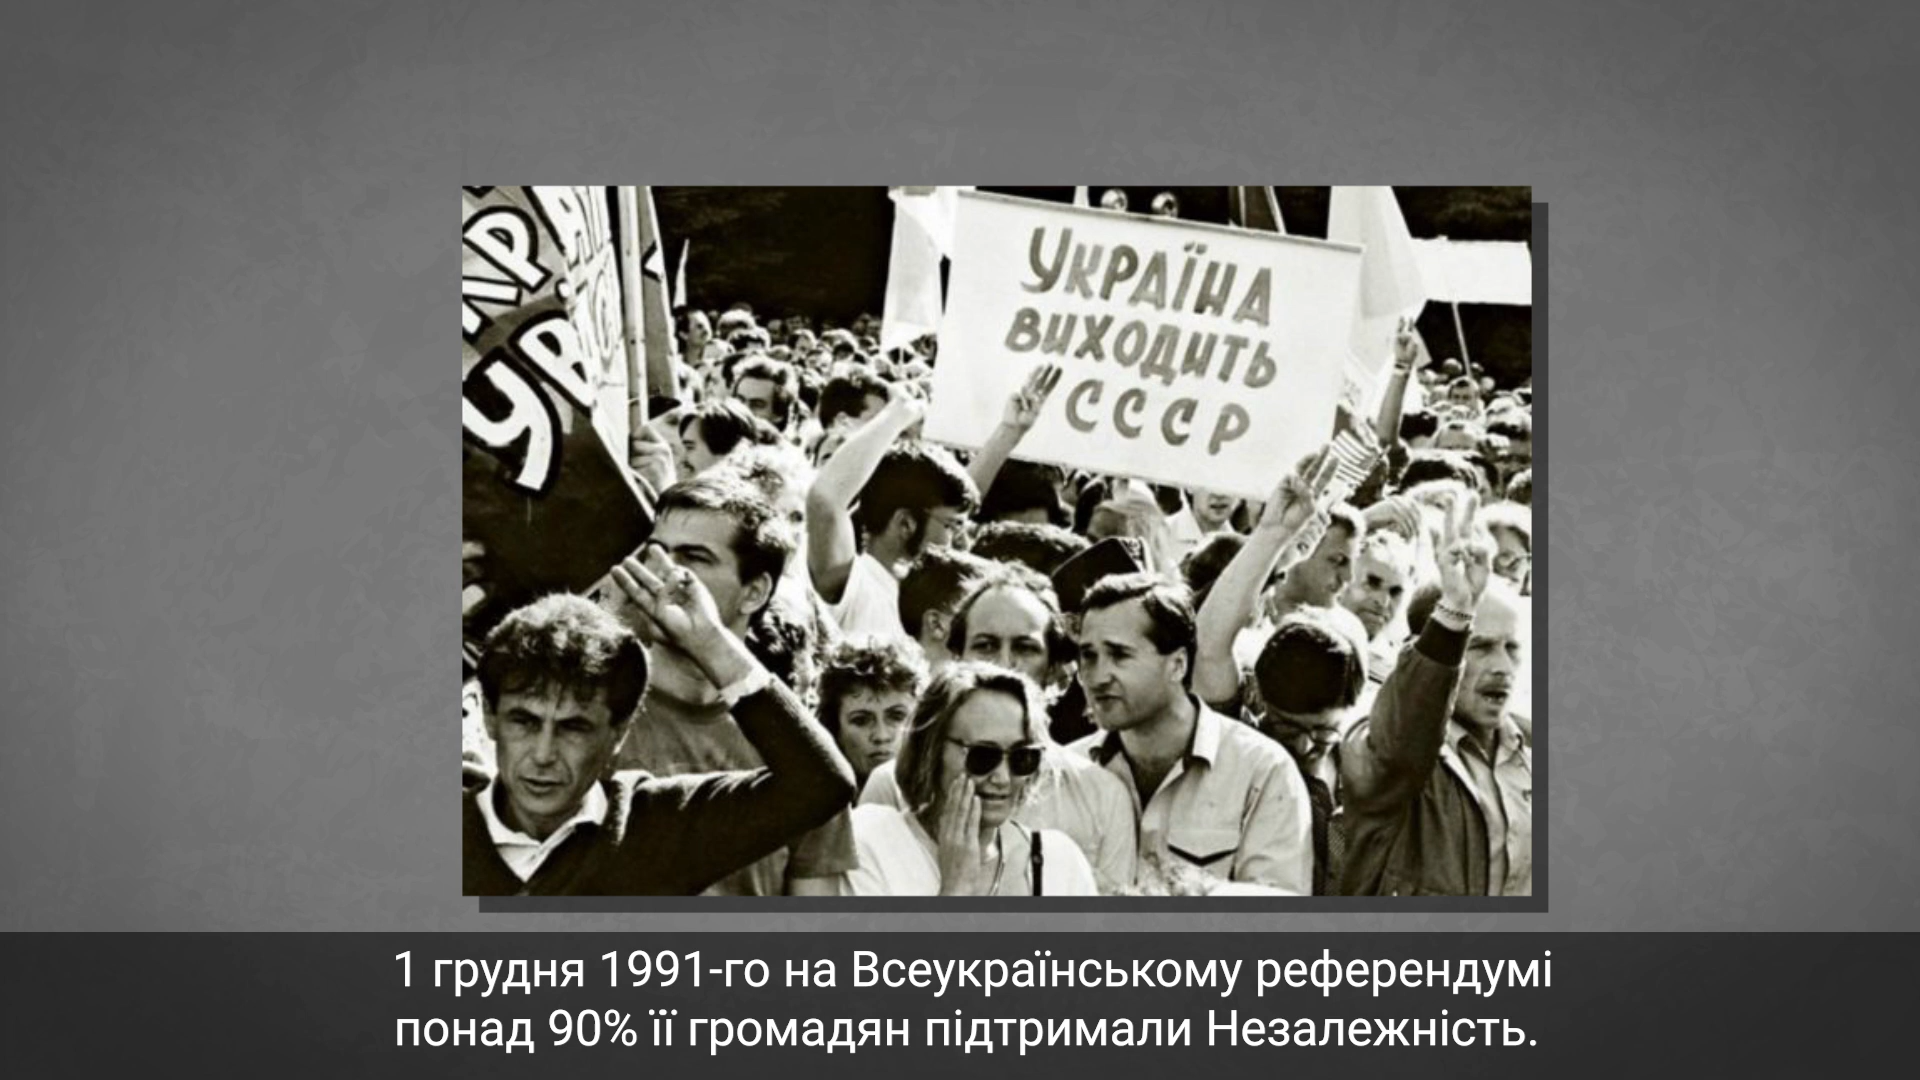 УКРАЇНА
ВИХОДИТЬ
СССР
1 грудня 1991-го на Всеукраїнському референдумі
понад 90% її громадян підтримали Незалежність.